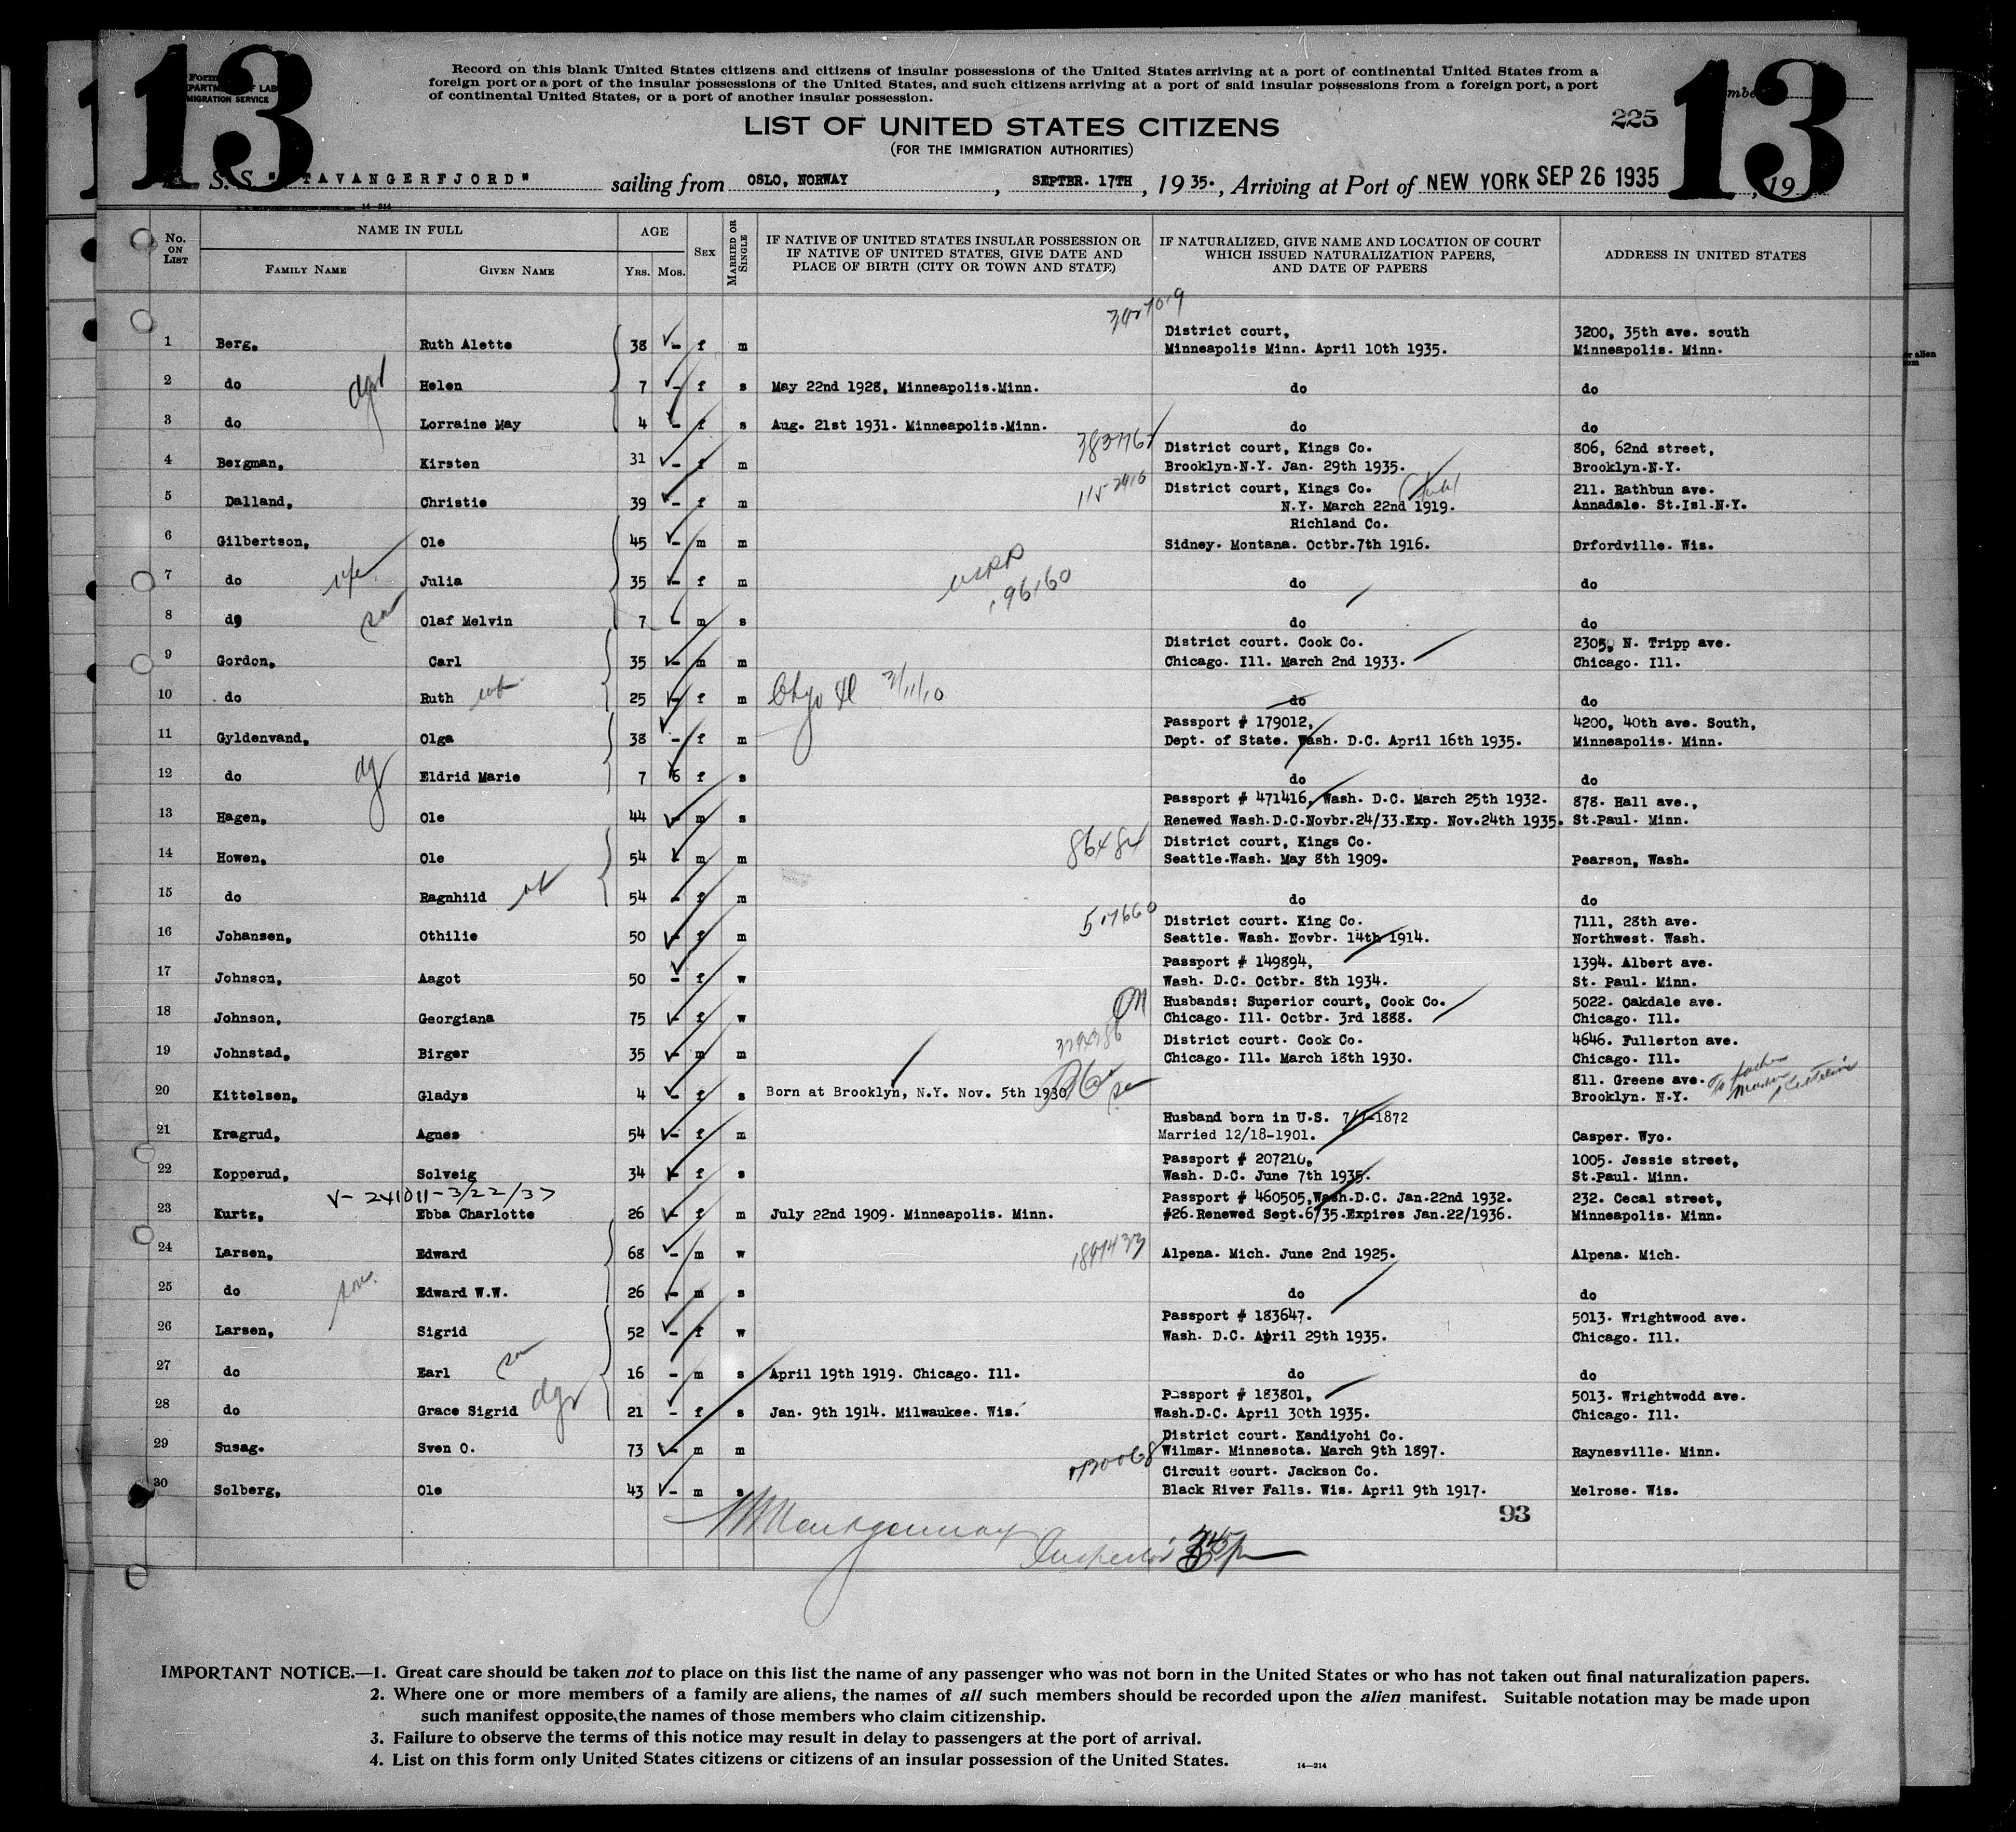 13
13
Record on this blank United States citizens and citizens of insular possessions of the United States arriving at a port of continental United States from a
foreign port or a port of the insular possessions of the United States, and such citizens arriving at a port of said insular possessions from a foreign port, a port
of continental United States, or a port of another insular possession.
LIST OF UNITED STATES CITIZENS
225
(FOR THE IMMIGRATION AUTHORITIES)
S. S. "STAVANGERFJORD" sailing from OSLO, NORWAY, SEPTBR. 17TH, 1935., Arriving at Port of NEW YORK SEP 26 1935, 19
No. ON LIST
NAME IN FULL
FAMILY NAME
GIVEN NAME
AGE
YRS. MOS.
SEX
MARRIED OR SINGLE
IF NATIVE OF UNITED STATES INSULAR POSSESSION OR
IF NATIVE OF UNITED STATES, GIVE DATE AND
PLACE OF BIRTH (CITY OR TOWN AND STATE)
IF NATURALIZED, GIVE NAME AND LOCATION OF COURT
WHICH ISSUED NATURALIZATION PAPERS,
AND DATE OF PAPERS
ADDRESS IN UNITED STATES
District court, 3200, 35th ave. south
1 Berg, Ruth Alette 38 - f m Minneapolis Minn. April 10th 1935. Minneapolis. Minn.
2 do Helen 7 - f s May 22nd 1928, Minneapolis.Minn. do do
3 do Lorraine May 4 - f s Aug. 21st 1931. Minneapolis.Minn. do do
District court, Kings Co. 806, 62nd street,
4 Bergman, Kirsten 31 - f m Brooklyn.N.Y. Jan. 29th 1935. Brooklyn.N.Y.
District court, Kings Co. 211. Rathbun ave.
5 Dalland, Christie 39 - f m N.Y. March 22nd 1919. Annadale. St.Isl.N.Y.
Richland Co.
6 Gilbertson, Ole 45 - m m Sidney. Montana. Octbr.7th 1916. Orfordville. Wis.
7 do Julia 35 - f m do do
96160
8 do son Olaf Melvin 7 - m s do do
District court. Cook Co. 2305, N. Tripp ave.
9 Gordon, Carl 35 - m m Chicago. Ill. March 2nd 1933. Chicago. Ill.
10 do Ruth wf 25 - f m Chgo Ill 3/11/10 do do
Passport # 179012, 4200, 40th ave. South,
11 Gyldenvand, Olga 38 - f m Dept. of State. Wash. D.C. April 16th 1935. Minneapolis. Minn.
12 do Eldrid Marie 7 6 f s do do
Passport # 471416, Wash. D.C. March 25th 1932. 878. Hall ave.,
13 Hagen, Ole 44 - m s Renewed Wash.D.C.Novbr.24/33.Exp. Nov.24th 1935. St.Paul. Minn.
86484 District court, Kings Co.
14 Howen, Ole 54 - m m Seattle.Wash. May 8th 1909. Pearson, Wash.
15 do Ragnhild wf 54 - f m do do
517660 District court. King Co. 7111, 28th ave.
16 Johansen, Othilie 50 - f m Seattle. Wash. Novbr. 14th 1914. Northwest. Wash.
Passport # 149894, 1394. Albert ave.
17 Johnson, Aagot 50 - f w Wash. D.C. Octbr. 8th 1934. St. Paul. Minn.
Husbands: Superior court, Cook Co. 5022. Oakdale ave.
18 Johnson, Georgiana 75 - f w Chicago. Ill. Octbr. 3rd 1888. Chicago. Ill.
District court. Cook Co. 4646. Fullerton ave.
19 Johnstad, Birger 35 - m m Chicago. Ill. March 18th 1930. Chicago. Ill.
811. Greene ave.
20 Kittelsen, Gladys 4 - f s Born at Brooklyn, N.Y. Nov. 5th 1930 Brooklyn. N.Y.
Husband born in U.S. 7/1-1872
21 Kragrud, Agnes 54 - f m Married 12/18-1901. Casper. Wyo.
Passport # 207210, 1005. Jessie street,
22 Kopperud, Solveig 34 - f s Wash. D.C. June 7th 1935. St.Paul. Minn.
V- 241011-3/22/37 Passport # 460505,Wash.D.C. Jan.22nd 1932. 232. Cecal street,
23 Kurtz, Ebba Charlotte 26 - f m July 22nd 1909. Minneapolis. Minn. #26.Renewed Sept.6/35.Expires Jan.22/1936. Minneapolis. Minn.
24 Larsen, Edward 68 - m w 1897433 Alpena. Mich. June 2nd 1925. Alpena. Mich.
25 do son Edward W.W. 26 - m s do do
Passport # 183647. 5013. Wrightwood ave.
26 Larsen, Sigrid 52 - f w Wash. D.C. April 29th 1935. Chicago. Ill.
27 do Earl 16 - m s April 19th 1919. Chicago. Ill. do do
Passport # 183801, 5013. Wrightwodd ave.
28 do Grace Sigrid 21 - f s Jan. 9th 1914. Milwaukee. Wis. Wash.D.C. April 30th 1935. Chicago. Ill.
District court. Kandiyohi Co.
29 Susag. Sven O. 73 - m m Wilmar. Minnesota. March 9th 1897. Raynesville. Minn.
Circuit court. Jackson Co.
30 Solberg, Ole 43 - m s Black River Falls. Wis. April 9th 1917. Melrose. Wis.
93
Montgomery
Inspector
IMPORTANT NOTICE.—1. Great care should be taken not to place on this list the name of any passenger who was not born in the United States or who has not taken out final naturalization papers.
2. Where one or more members of a family are aliens, the names of all such members should be recorded upon the alien manifest. Suitable notation may be made upon
such manifest opposite the names of those members who claim citizenship.
3. Failure to observe the terms of this notice may result in delay to passengers at the port of arrival.
4. List on this form only United States citizens or citizens of an insular possession of the United States.
14—214